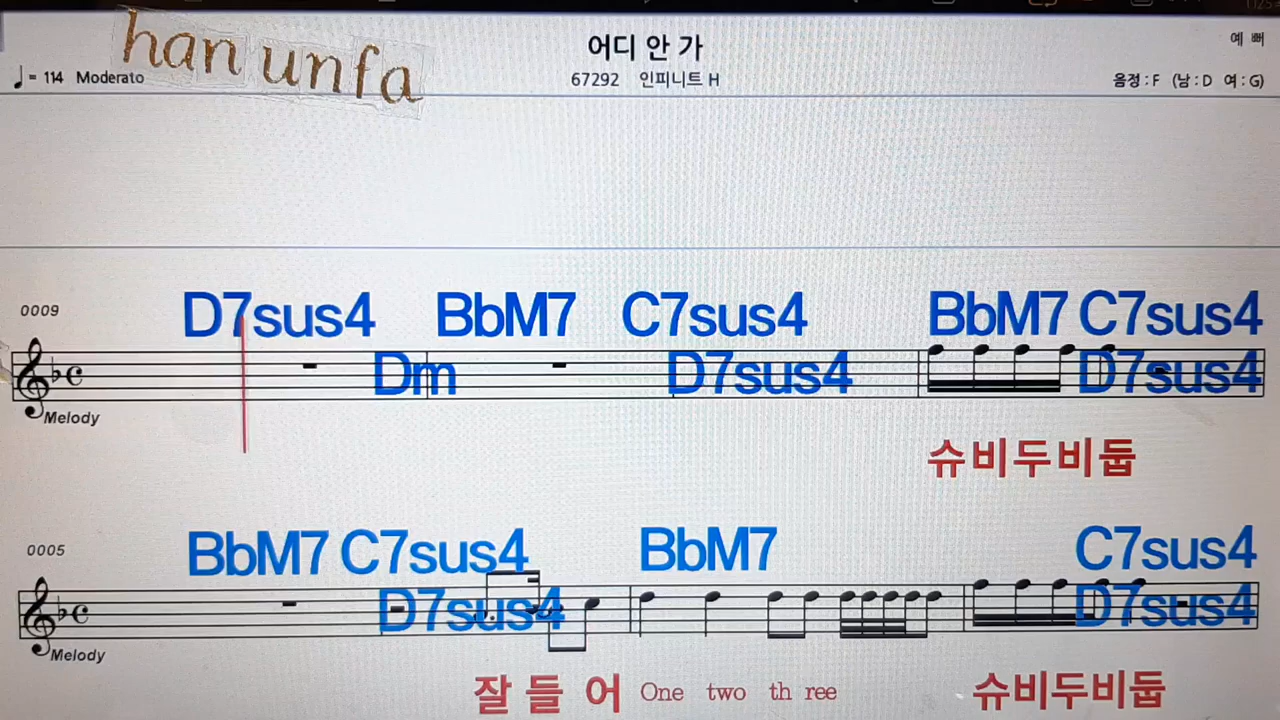 han unfa
어디 안 가
예 뻐
♩= 114 Moderato
67292 인피니트 H
음정 : F (남 : D 여 : G)
0009
D7sus4 BbM7 C7sus4 BbM7 C7sus4
Dm D7sus4 D7sus4
Melody
슈비두비둡
0005
BbM7 C7sus4 BbM7 C7sus4
D7sus4 D7sus4
Melody
잘 들 어 One two th ree 슈비두비둡